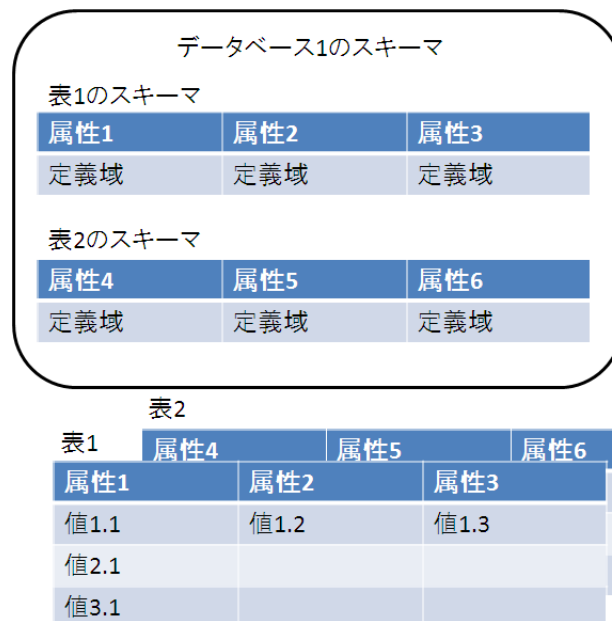 データベース1のスキーマ
表1のスキーマ
属性1 属性2 属性3
定義域 定義域 定義域
表2のスキーマ
属性4 属性5 属性6
定義域 定義域 定義域
表2
属性4 属性5 属性6
表1
属性1 属性2 属性3
値1.1 値1.2 値1.3
値2.1
値3.1